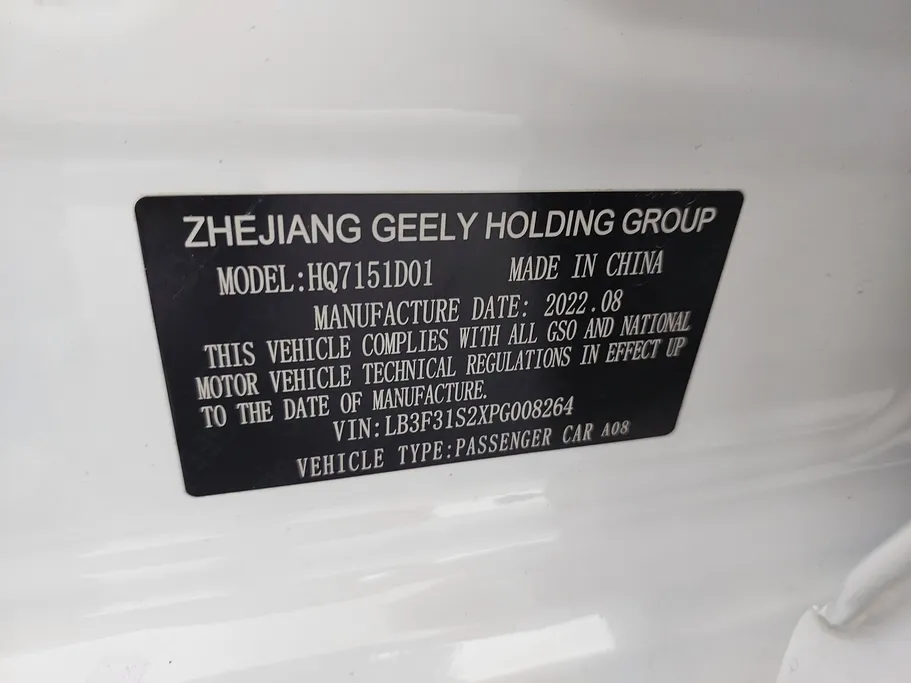 ZHEJIANG GEELY HOLDING GROUP
MODEL:HQ7151D01 MADE IN CHINA
MANUFACTURE DATE: 2022.08
THIS VEHICLE COMPLIES WITH ALL GSO AND NATIONAL
MOTOR VEHICLE TECHNICAL REGULATIONS IN EFFECT UP
TO THE DATE OF MANUFACTURE.
VIN:LB3F31S2XPG008264
VEHICLE TYPE:PASSENGER CAR A08